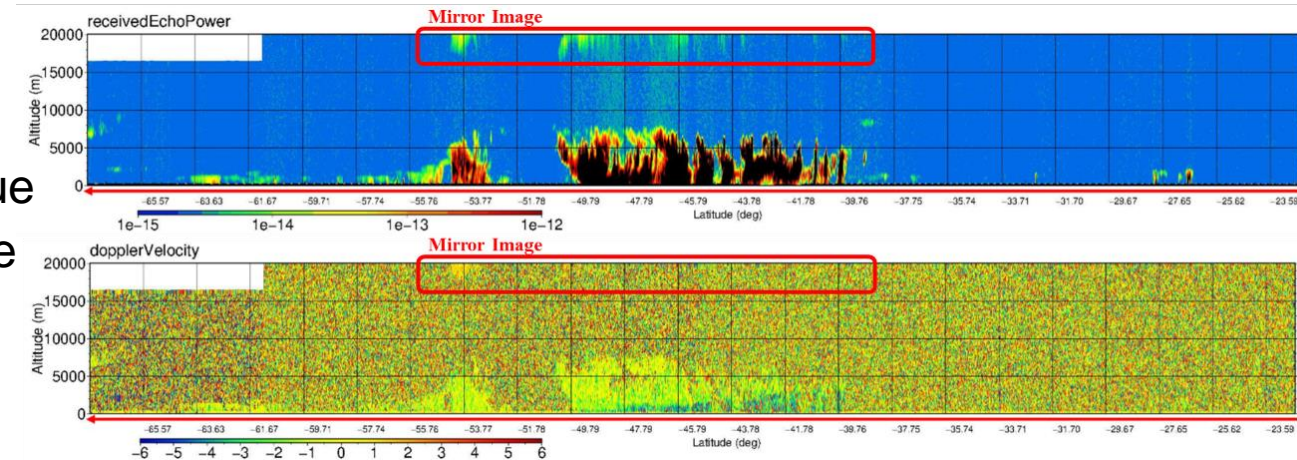 Mirror Image
receivedEchoPower
20000
15000
10000
5000
0
Altitude (m)
-65.57 -63.63 -61.67 -59.71 -57.74 -55.76 -53.77 -51.78 -49.79 -47.79 -45.79 -43.78 -41.78 -39.76 -37.75 -35.74 -33.71 -31.70 -29.67 -27.65 -25.62 -23.59
Latitude (deg)
1e-15 1e-14 1e-13 1e-12
ue
e
Mirror Image
dopplerVelocity
20000
15000
10000
5000
0
Altitude (m)
-65.57 -63.63 -61.67 -59.71 -57.74 -55.76 -53.77 -51.78 -49.79 -47.79 -45.79 -43.78 -41.78 -39.76 -37.75 -35.74 -33.71 -31.70 -29.67 -27.65 -25.62 -23.59
Latitude (deg)
-6 -5 -4 -3 -2 -1 0 1 2 3 4 5 6